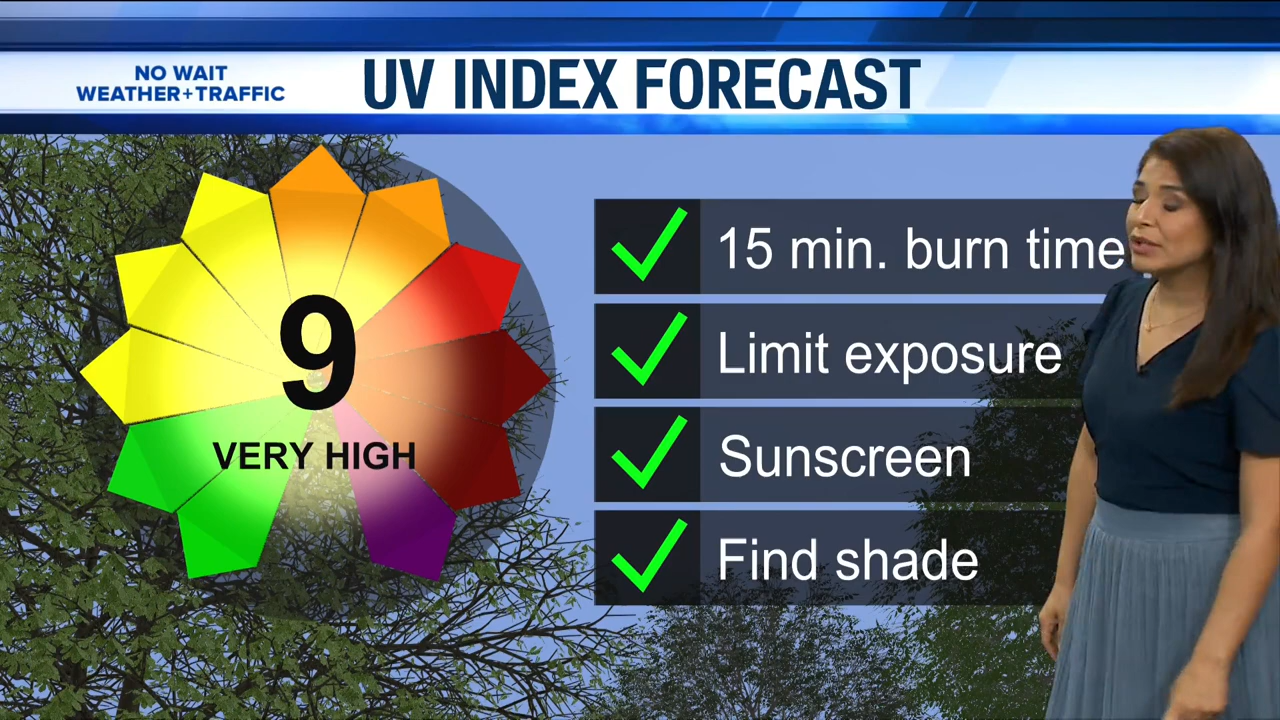 NO WAIT
WEATHER+TRAFFIC
UV INDEX FORECAST
9
VERY HIGH
15 min. burn time
Limit exposure
Sunscreen
Find shade